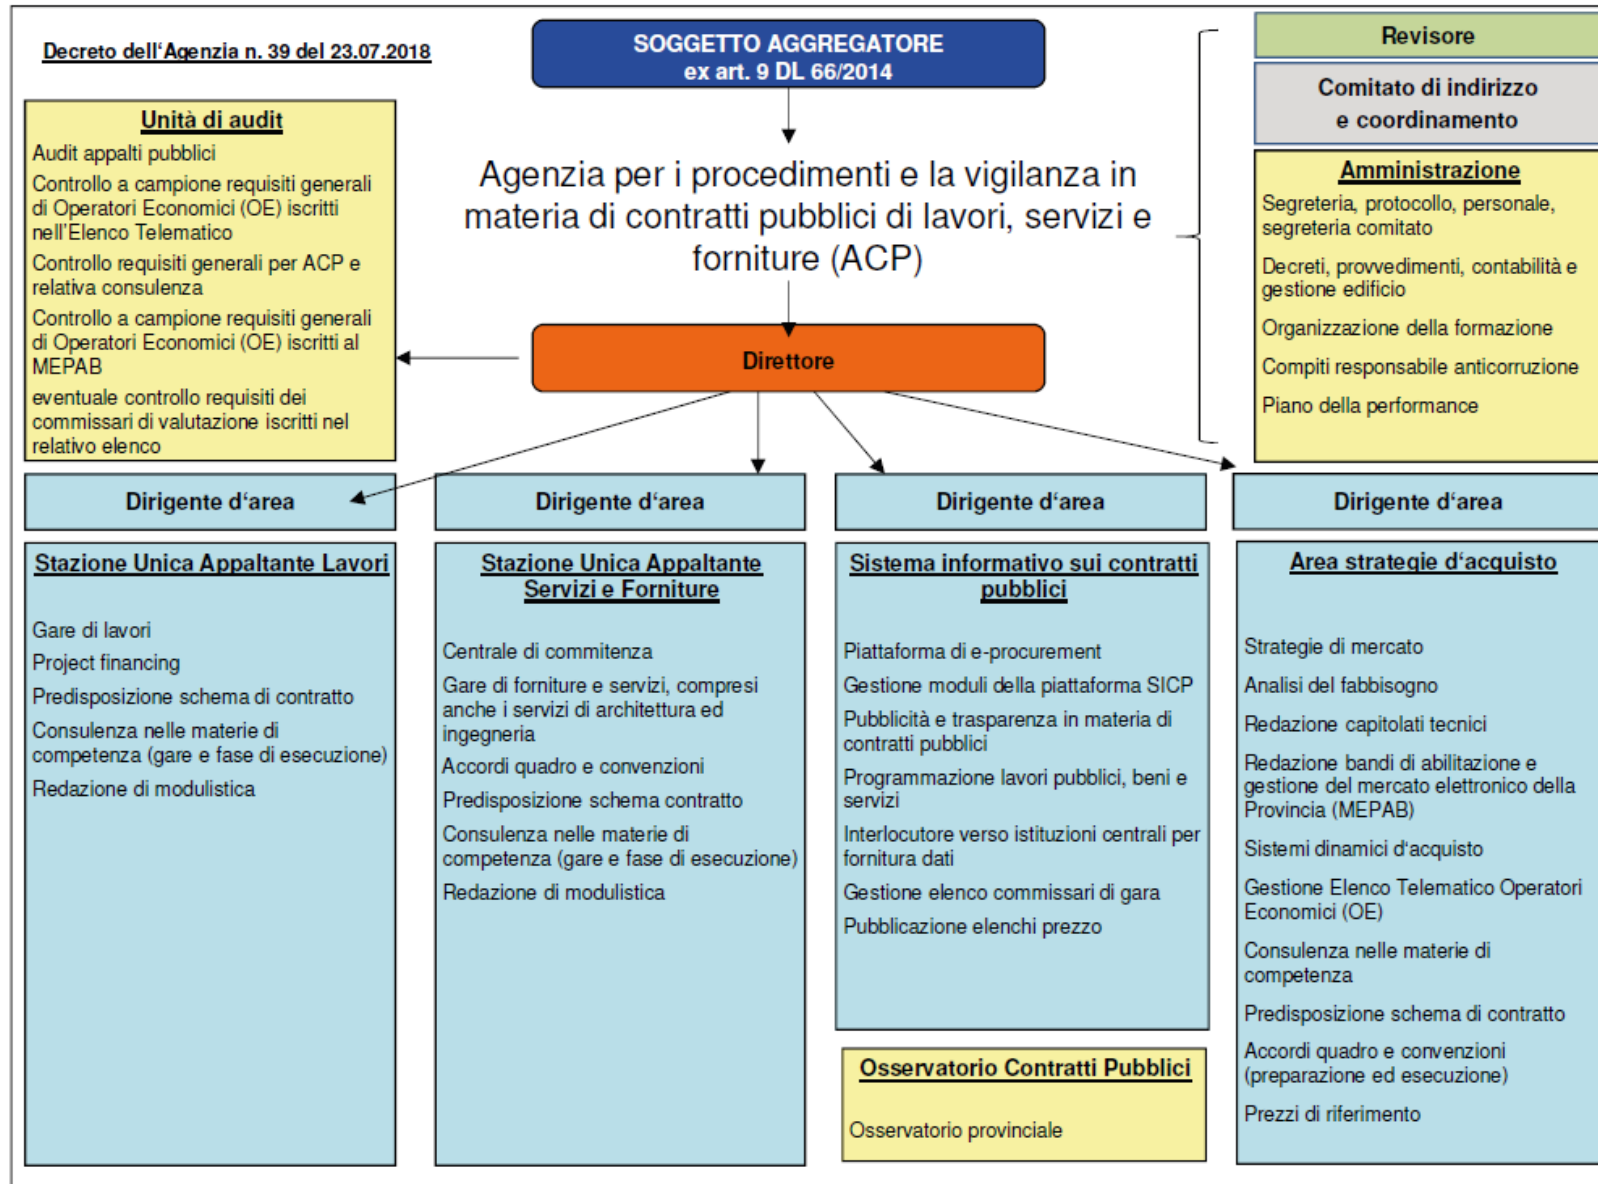 Decreto dell'Agenzia n. 39 del 23.07.2018
SOGGETTO AGGREGATORE
ex art. 9 DL 66/2014
Revisore
Comitato di indirizzo
e coordinamento
Unità di audit
Audit appalti pubblici
Controllo a campione requisiti generali
di Operatori Economici (OE) iscritti
nell'Elenco Telematico
Controllo requisiti generali per ACP e
relativa consulenza
Controllo a campione requisiti generali
di Operatori Economici (OE) iscritti al
MEPAB
eventuale controllo requisiti dei
commissari di valutazione iscritti nel
relativo elenco
Agenzia per i procedimenti e la vigilanza in
materia di contratti pubblici di lavori, servizi e
forniture (ACP)
Direttore
Amministrazione
Segreteria, protocollo, personale,
segreteria comitato
Decreti, provvedimenti, contabilità e
gestione edificio
Organizzazione della formazione
Compiti responsabile anticorruzione
Piano della performance
Dirigente d'area
Dirigente d'area
Dirigente d'area
Dirigente d'area
Stazione Unica Appaltante Lavori
Gare di lavori
Project financing
Predisposizione schema di contratto
Consulenza nelle materie di
competenza (gare e fase di esecuzione)
Redazione di modulistica
Stazione Unica Appaltante
Servizi e Forniture
Centrale di commitenza
Gare di forniture e servizi, compresi
anche i servizi di architettura ed
ingegneria
Accordi quadro e convenzioni
Predisposizione schema contratto
Consulenza nelle materie di
competenza (gare e fase di esecuzione)
Redazione di modulistica
Sistema informativo sui contratti
pubblici
Piattaforma di e-procurement
Gestione moduli della piattaforma SICP
Pubblicità e trasparenza in materia di
contratti pubblici
Programmazione lavori pubblici, beni e
servizi
Interlocutore verso istituzioni centrali per
fornitura dati
Gestione elenco commissari di gara
Pubblicazione elenchi prezzo
Osservatorio Contratti Pubblici
Osservatorio provinciale
Area strategie d'acquisto
Strategie di mercato
Analisi del fabbisogno
Redazione capitolati tecnici
Redazione bandi di abilitazione e
gestione del mercato elettronico della
Provincia (MEPAB)
Sistemi dinamici d'acquisto
Gestione Elenco Telematico Operatori
Economici (OE)
Consulenza nelle materie di
competenza
Predisposizione schema di contratto
Accordi quadro e convenzioni
(preparazione ed esecuzione)
Prezzi di riferimento